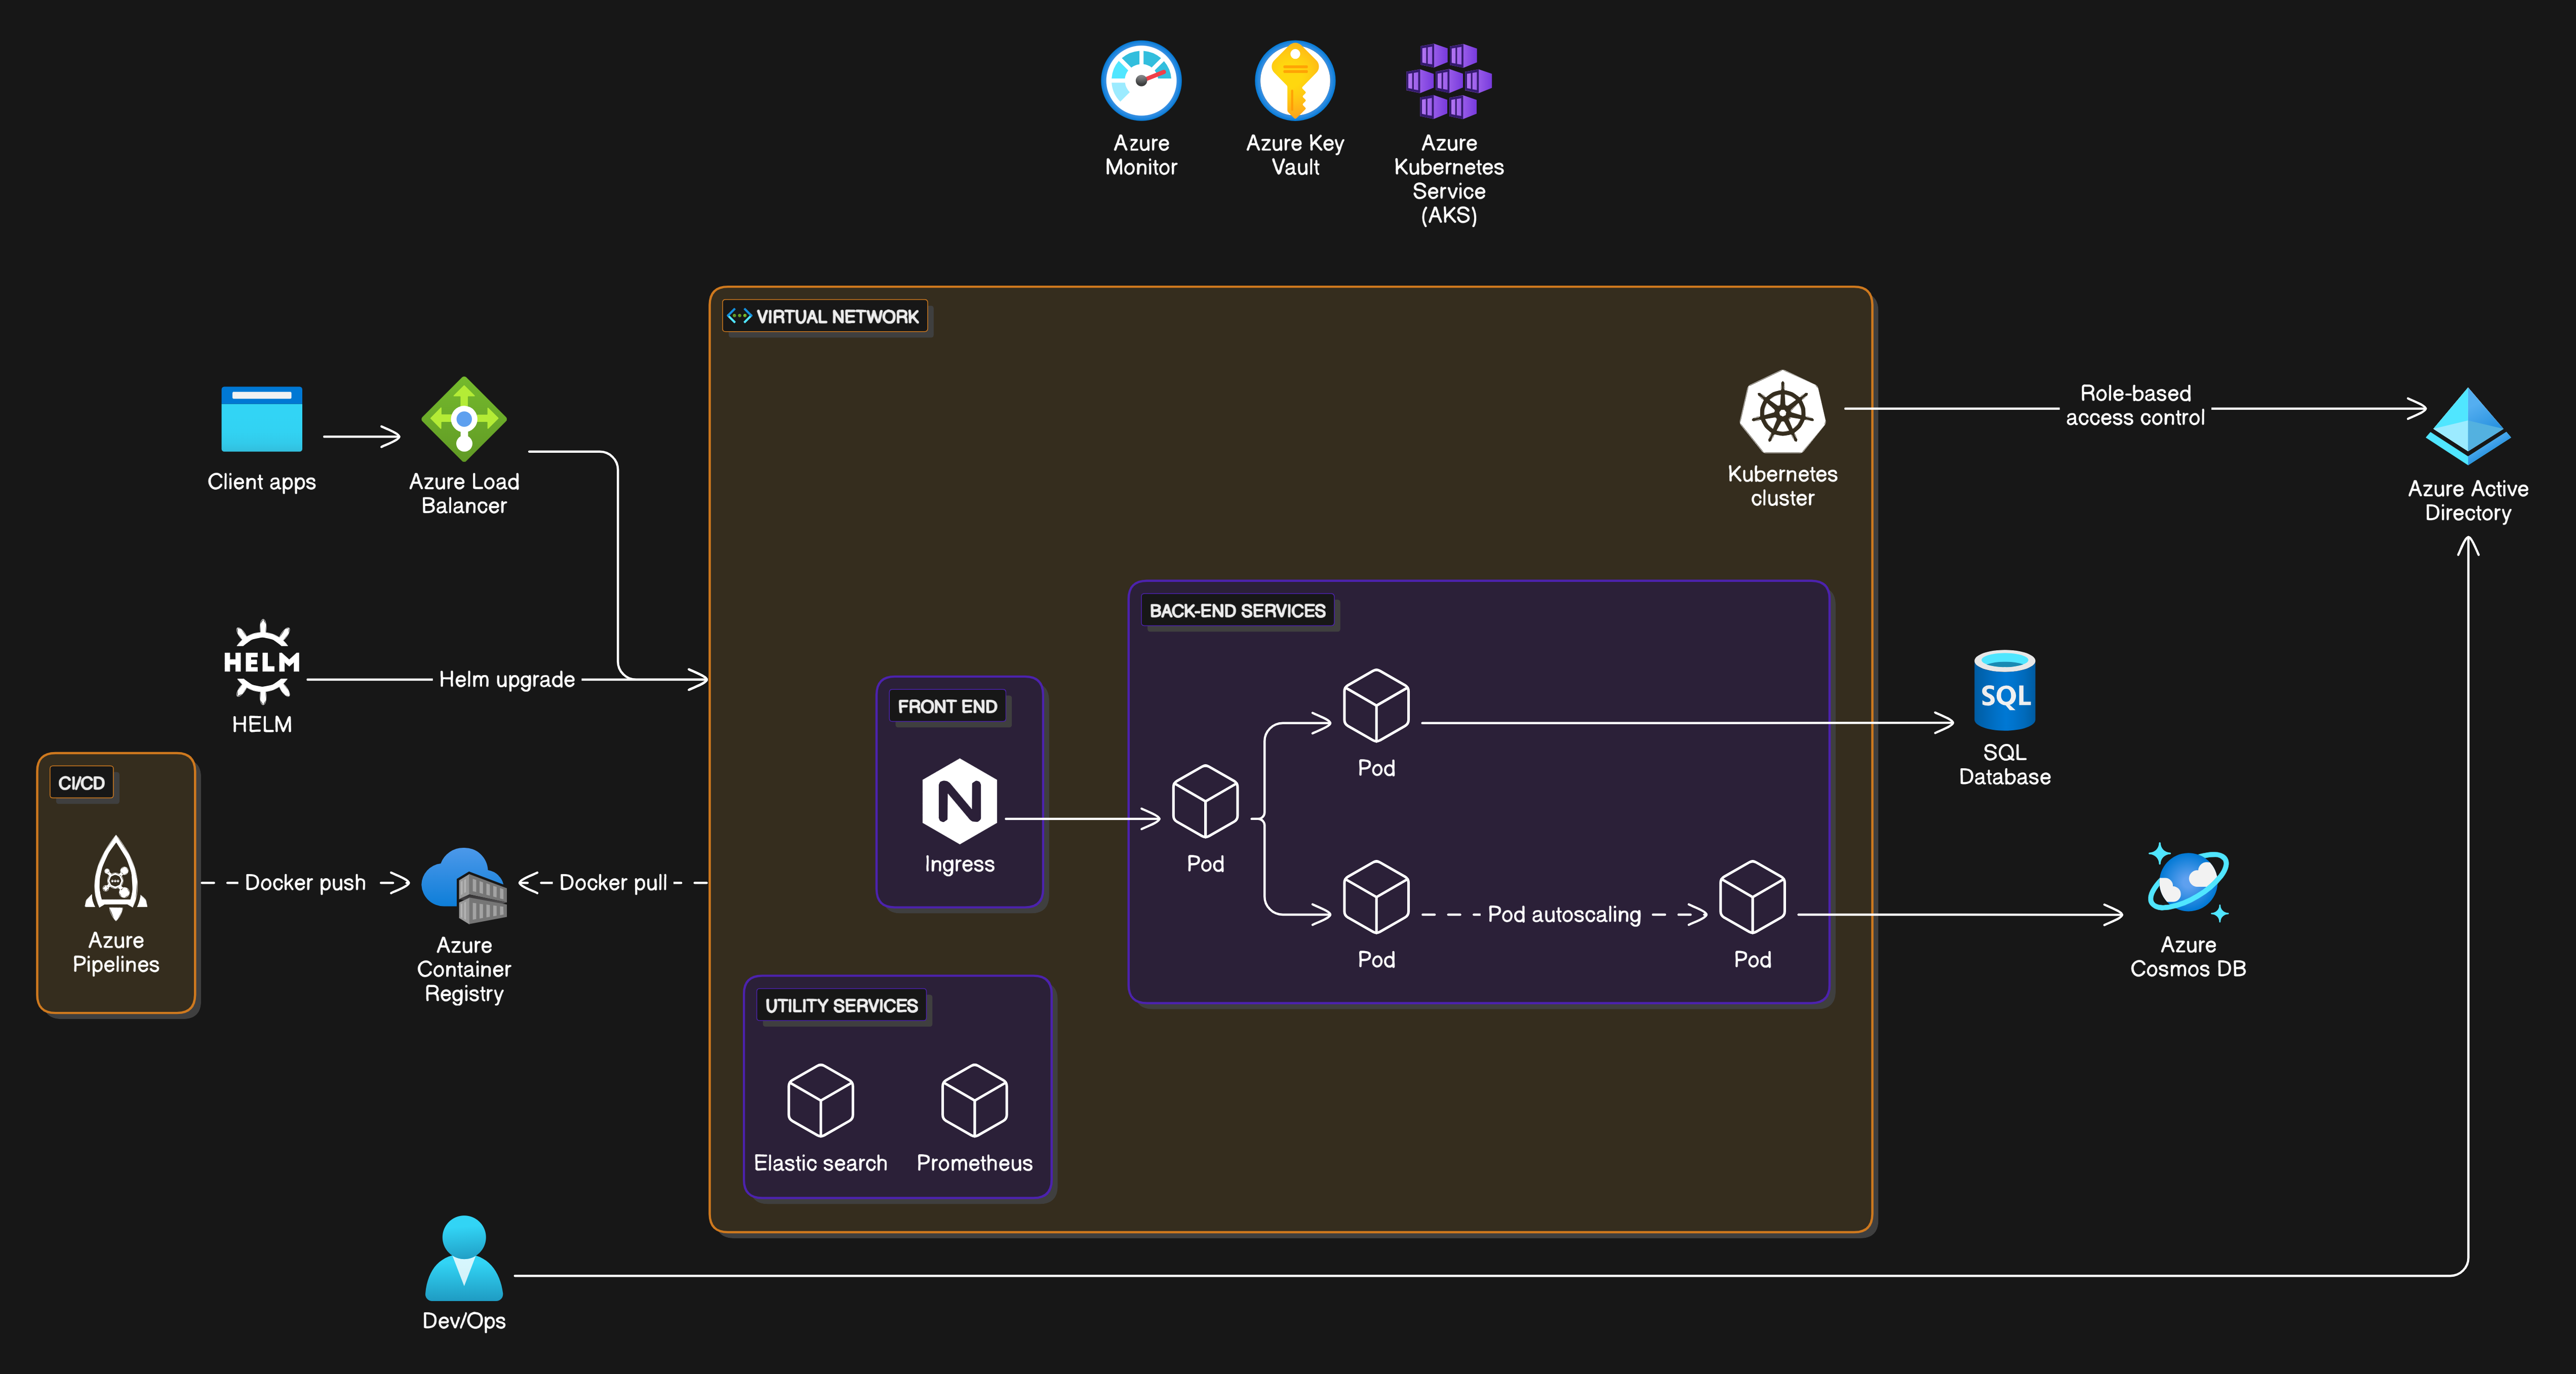 Azure
Monitor
Azure Key
Vault
Azure
Kubernetes
Service
(AKS)
VIRTUAL NETWORK
Client apps
Azure Load
Balancer
Kubernetes
cluster
Role-based
access control
Azure Active
Directory
HELM
HELM
Helm upgrade
BACK-END SERVICES
FRONT END
N
Ingress
Pod
Pod
Pod
Pod autoscaling
Pod
SQL
SQL
Database
Azure
Cosmos DB
CI/CD
Azure
Pipelines
Docker push
Azure
Container
Registry
Docker pull
UTILITY SERVICES
Elastic search
Prometheus
Dev/Ops